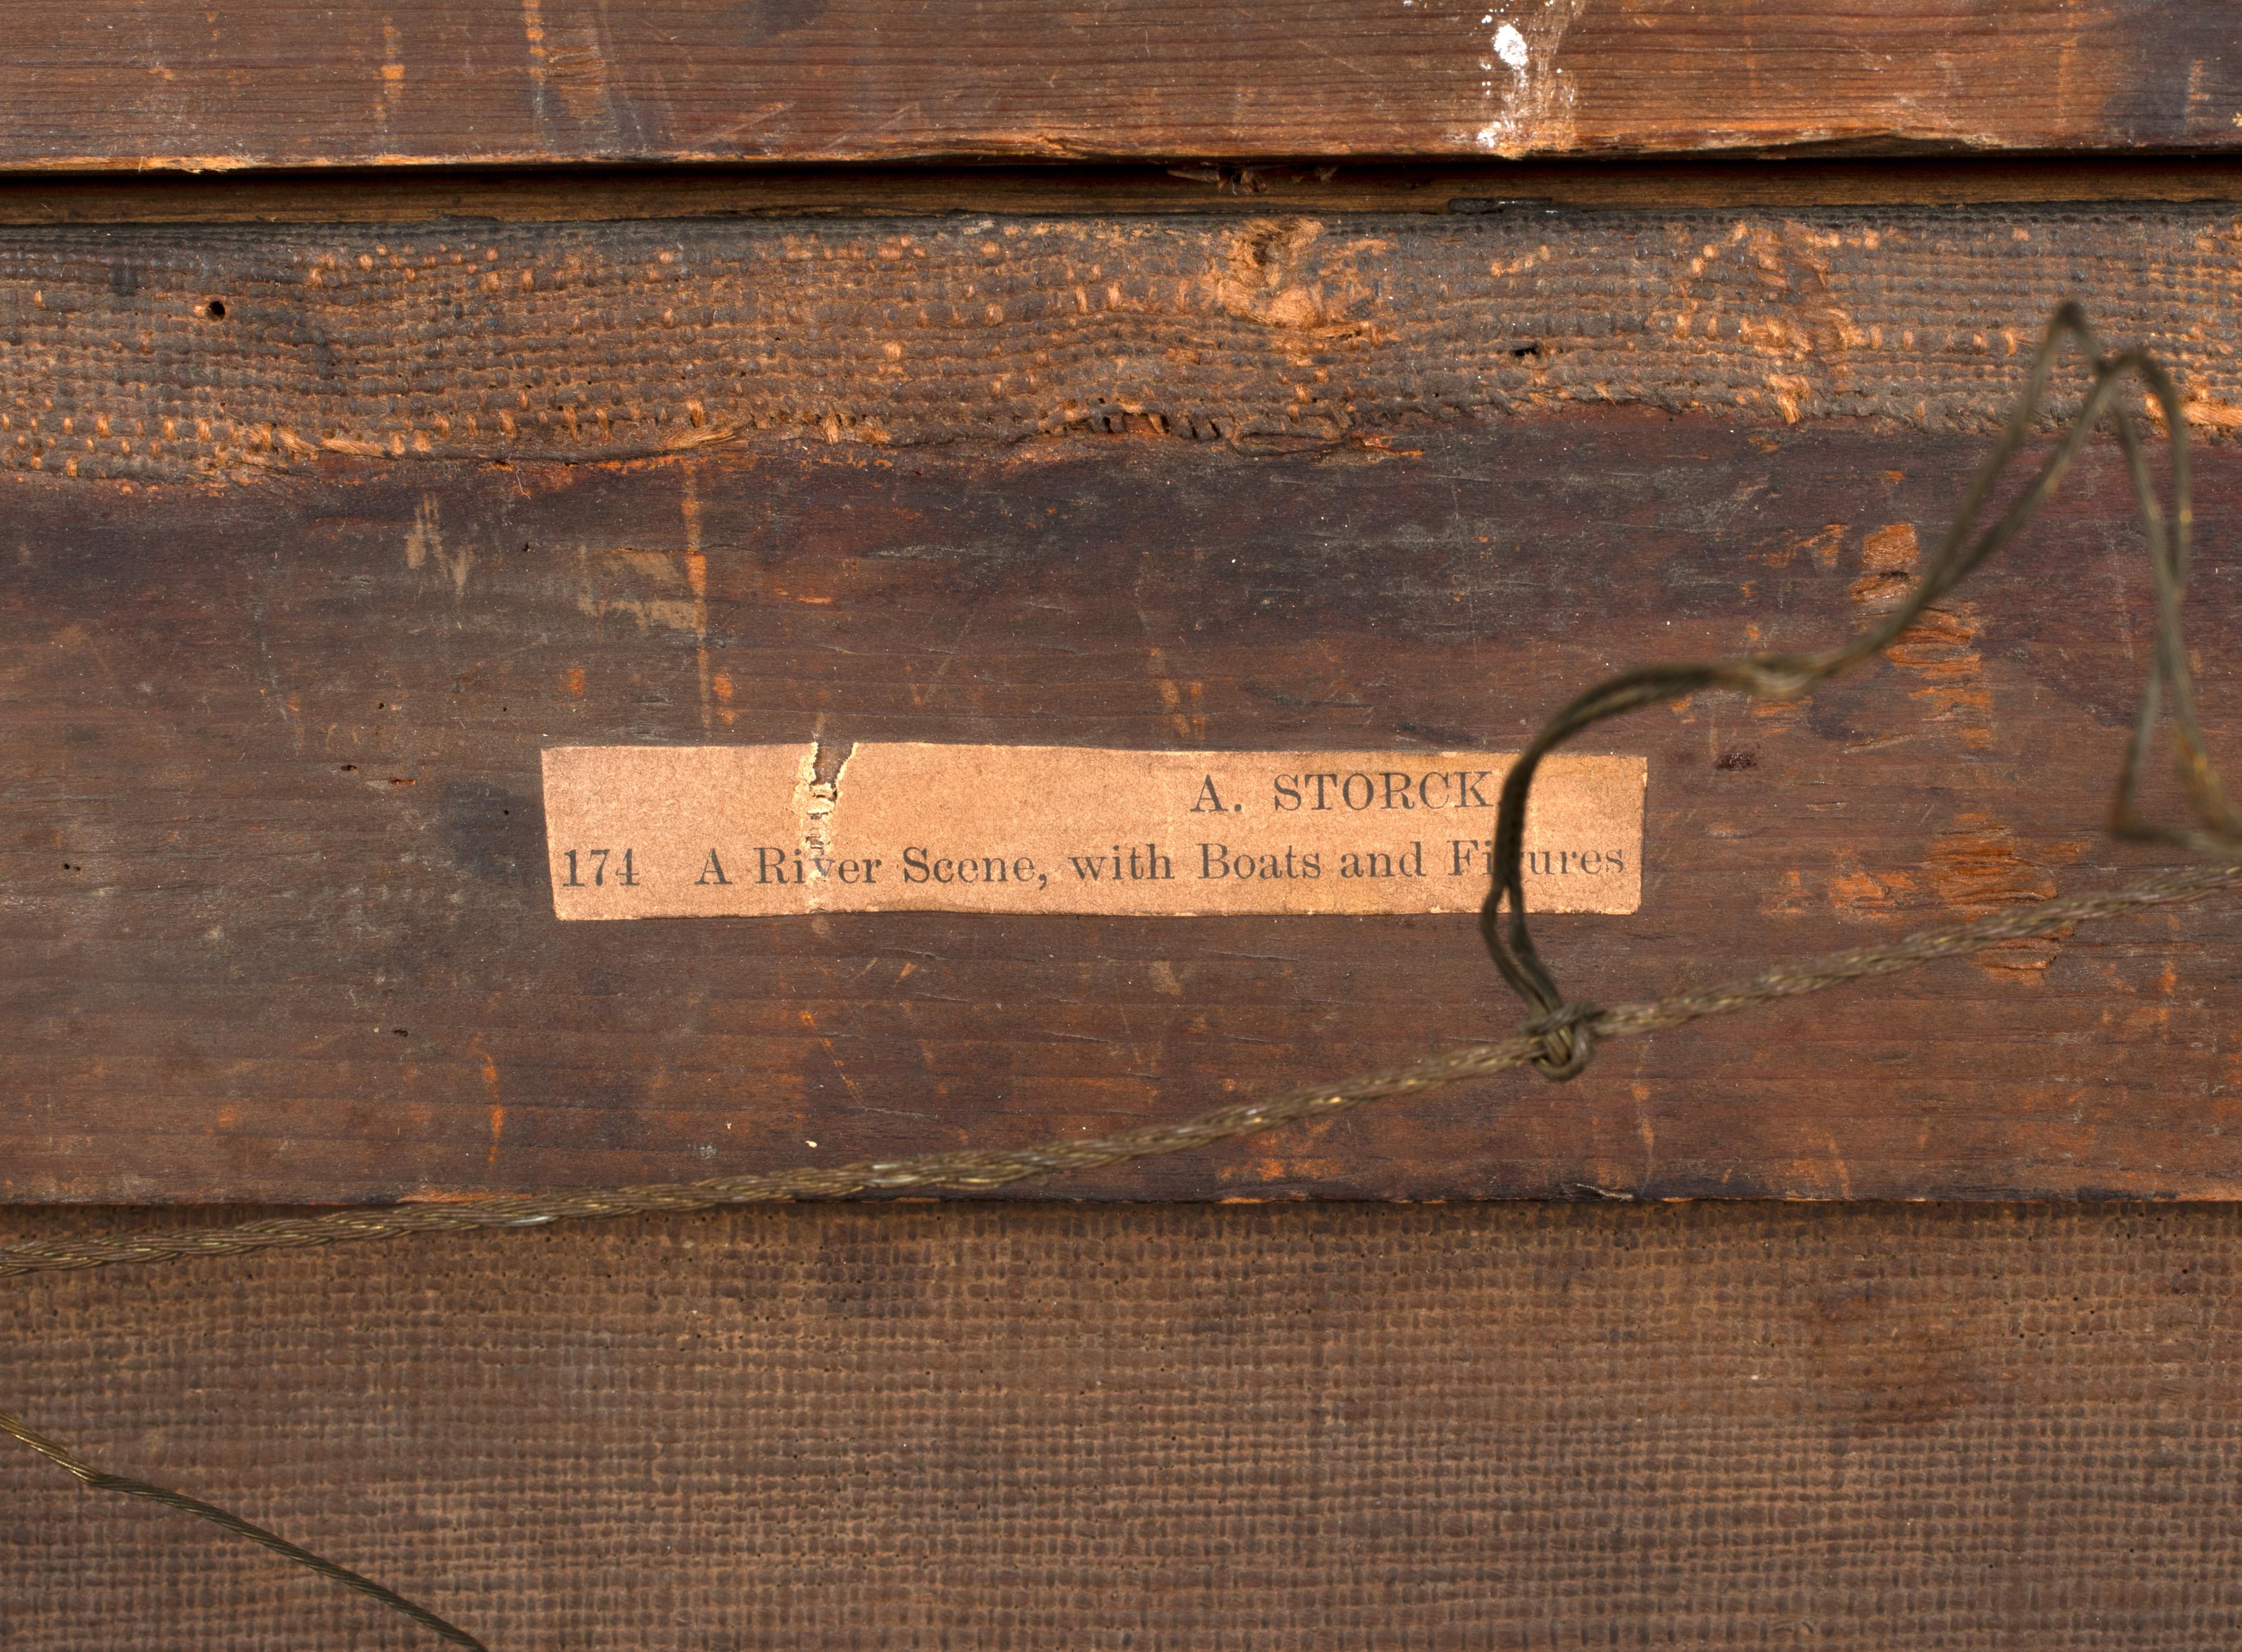 A. STORCK
174 A River Scene, with Boats and Figures